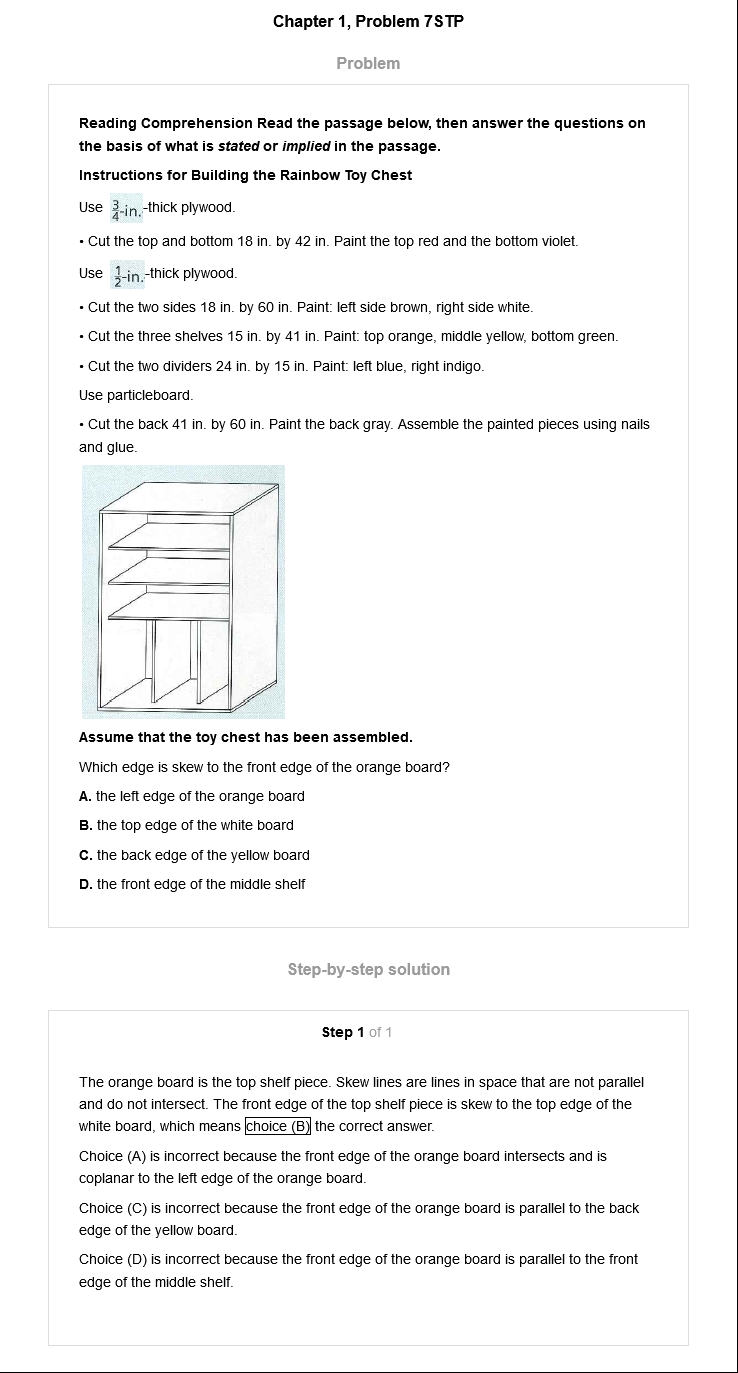 Chapter 1, Problem 7STP
Problem
Reading Comprehension Read the passage below, then answer the questions on
the basis of what is stated or implied in the passage.
Instructions for Building the Rainbow Toy Chest
Use 3/4-in.-thick plywood.
• Cut the top and bottom 18 in. by 42 in. Paint the top red and the bottom violet.
Use 1/2-in.-thick plywood.
• Cut the two sides 18 in. by 60 in. Paint: left side brown, right side white.
• Cut the three shelves 15 in. by 41 in. Paint: top orange, middle yellow, bottom green.
• Cut the two dividers 24 in. by 15 in. Paint: left blue, right indigo.
Use particleboard.
• Cut the back 41 in. by 60 in. Paint the back gray. Assemble the painted pieces using nails
and glue.
Assume that the toy chest has been assembled.
Which edge is skew to the front edge of the orange board?
A. the left edge of the orange board
B. the top edge of the white board
C. the back edge of the yellow board
D. the front edge of the middle shelf
Step-by-step solution
Step 1 of 1
The orange board is the top shelf piece. Skew lines are lines in space that are not parallel
and do not intersect. The front edge of the top shelf piece is skew to the top edge of the
white board, which means choice (B) the correct answer.
Choice (A) is incorrect because the front edge of the orange board intersects and is
coplanar to the left edge of the orange board.
Choice (C) is incorrect because the front edge of the orange board is parallel to the back
edge of the yellow board.
Choice (D) is incorrect because the front edge of the orange board is parallel to the front
edge of the middle shelf.